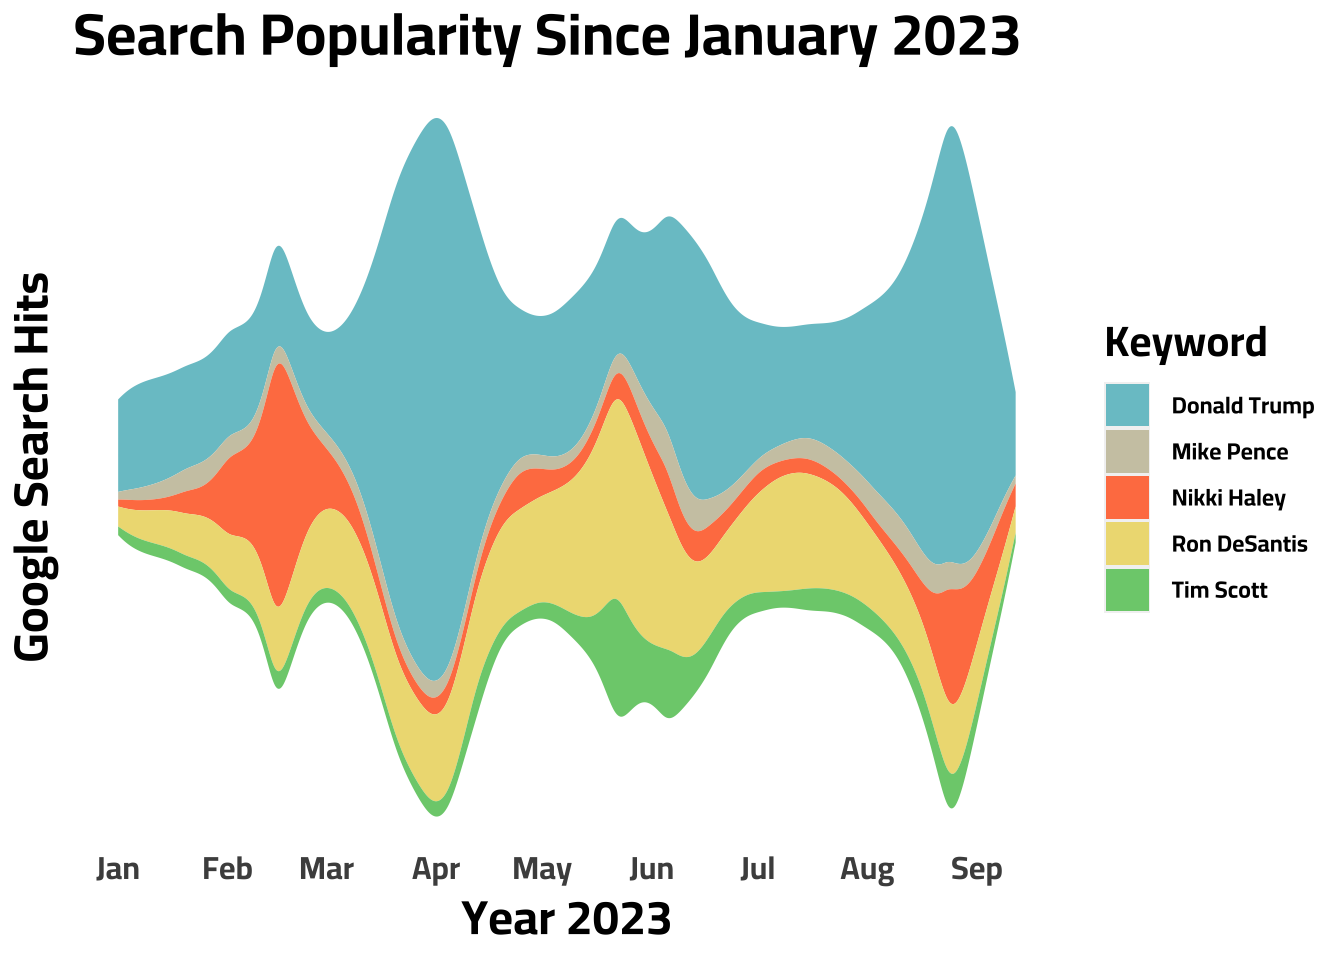 Search Popularity Since January 2023
Google Search Hits
Keyword
Donald Trump
Mike Pence
Nikki Haley
Ron DeSantis
Tim Scott
Jan Feb Mar Apr May Jun Jul Aug Sep
Year 2023